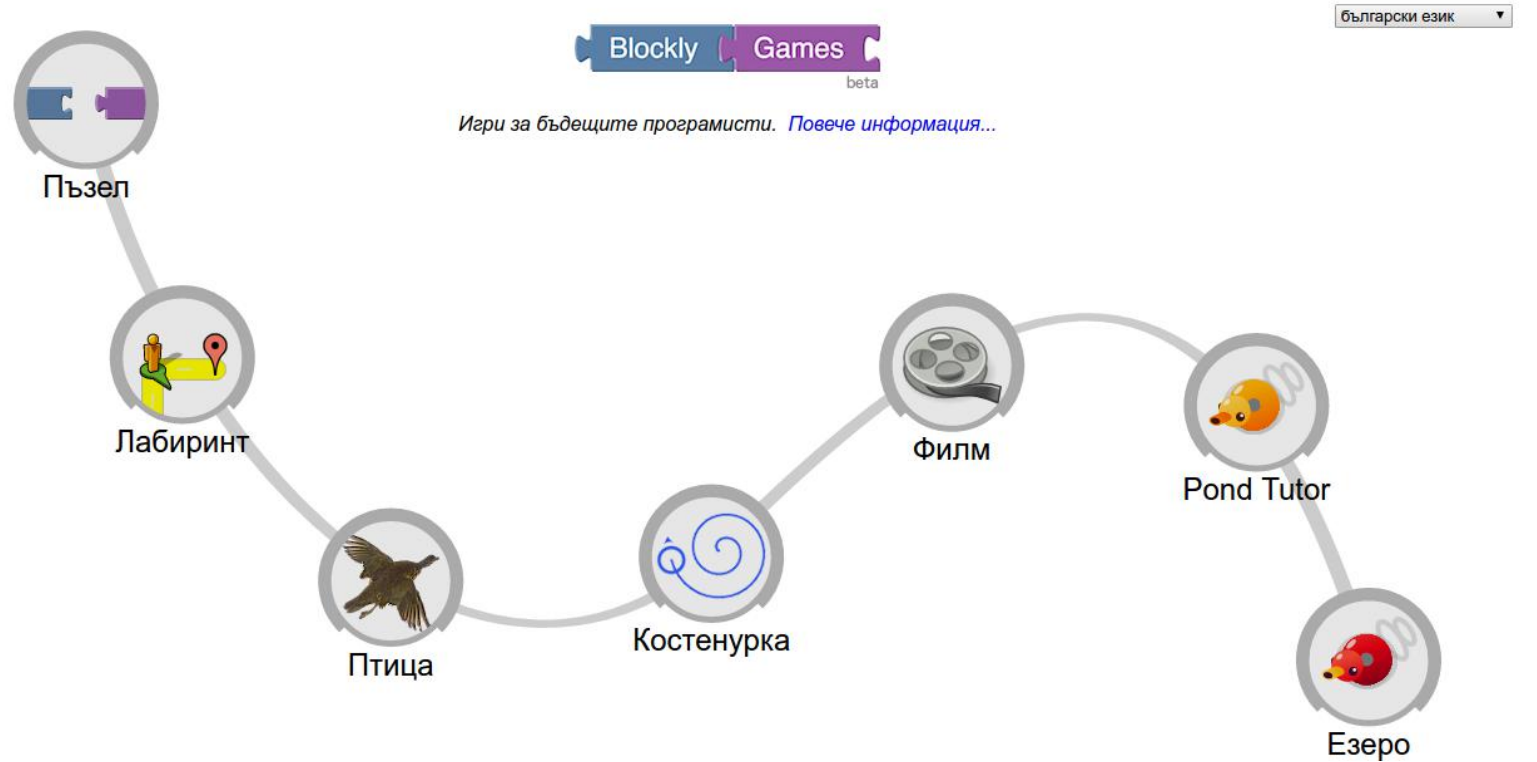 български език
Blockly Games
beta
Игри за бъдещите програмисти. Повече информация...
Пъзел
Лабиринт
Птица
Костенурка
Филм
Pond Tutor
Езеро